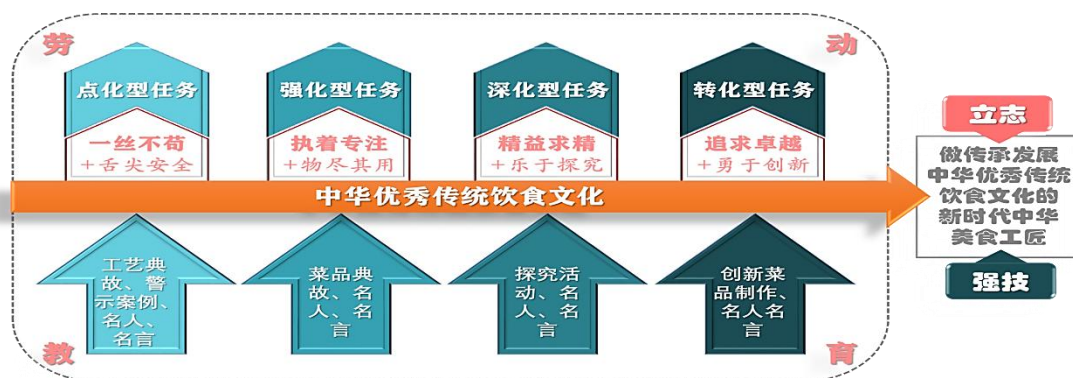 劳
动
点化型任务
强化型任务
深化型任务
转化型任务
一丝不苟
+舌尖安全
执着专注
+物尽其用
精益求精
+乐于探究
追求卓越
+勇于创新
中华优秀传统饮食文化
工艺典
故、警
示案例、
名人、
名言
菜品典
故、名
人、名
言
探究活
动、名
人、名
言
创新菜
品制作、
名人名
言
教
育
立志
做传承发展
中华优秀传统
饮食文化的
新时代中华
美食工匠
强技